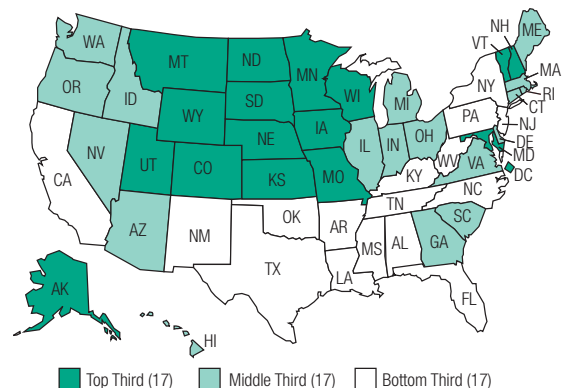 WA
MT
ND
MN
VT
NH
ME
OR
ID
WY
SD
WI
MI
NY
MA
RI
CT
NV
UT
CO
NE
IA
IL
IN
OH
PA
NJ
DE
MD
DC
CA
KS
MO
KY
WV
VA
AZ
NM
OK
AR
TN
NC
SC
TX
LA
MS
AL
GA
FL
AK
HI
Top Third (17)
Middle Third (17)
Bottom Third (17)